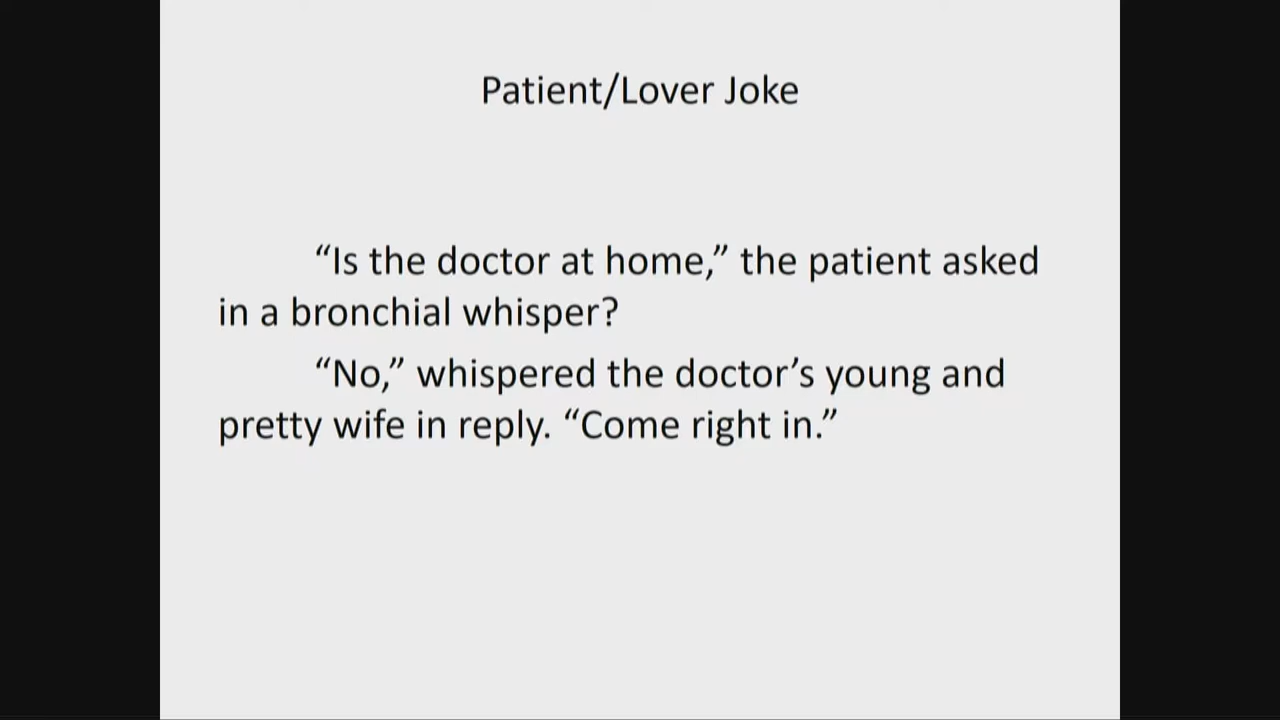 Patient/Lover Joke
“Is the doctor at home,” the patient asked
in a bronchial whisper?
“No,” whispered the doctor’s young and
pretty wife in reply. “Come right in.”